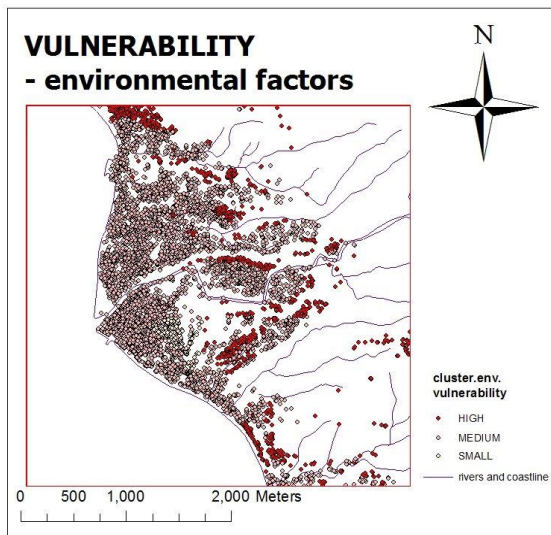 VULNERABILITY
- environmental factors
N
cluster.env.
vulnerability
HIGH
MEDIUM
SMALL
rivers and coastline
0 500 1,000 2,000 Meters